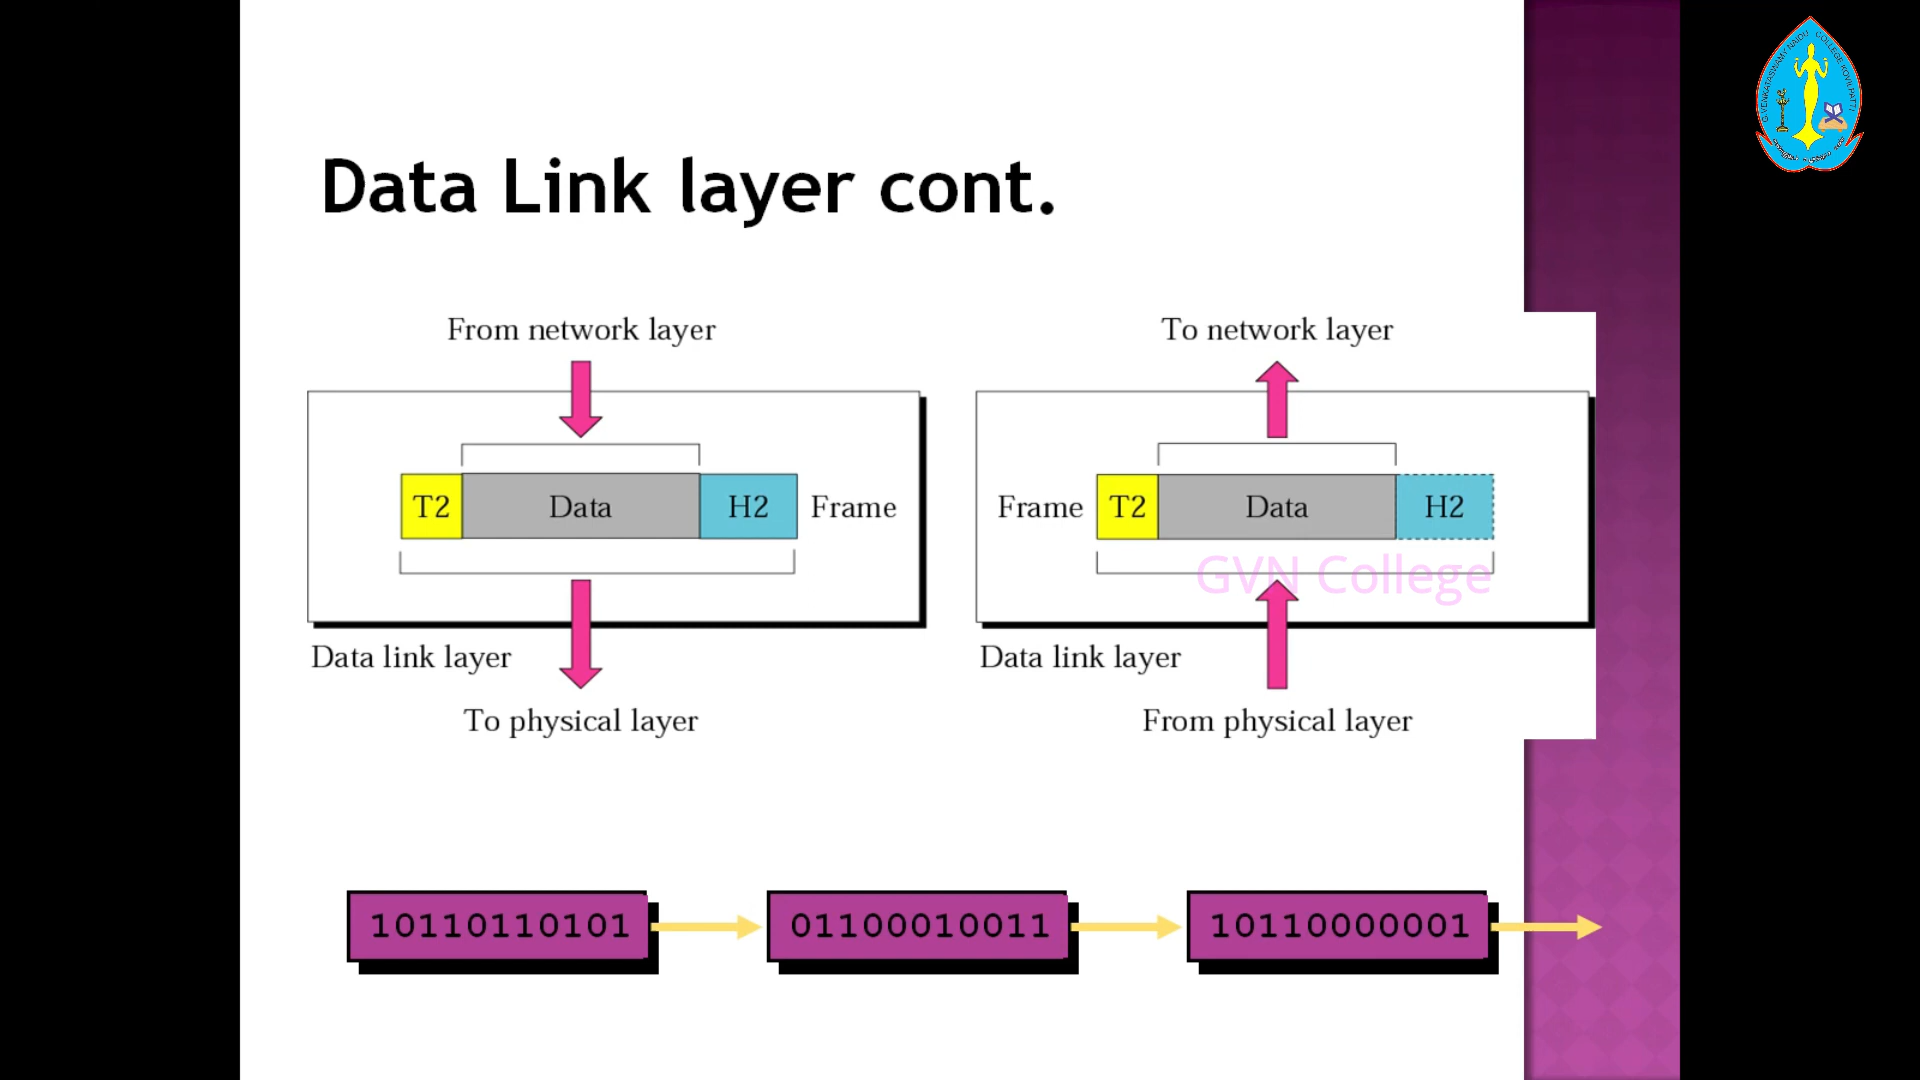 Data Link layer cont.
From network layer
T2 Data H2 Frame
Data link layer
To physical layer
To network layer
Frame T2 Data H2
GVN College
Data link layer
From physical layer
10110110101
01100010011
10110000001